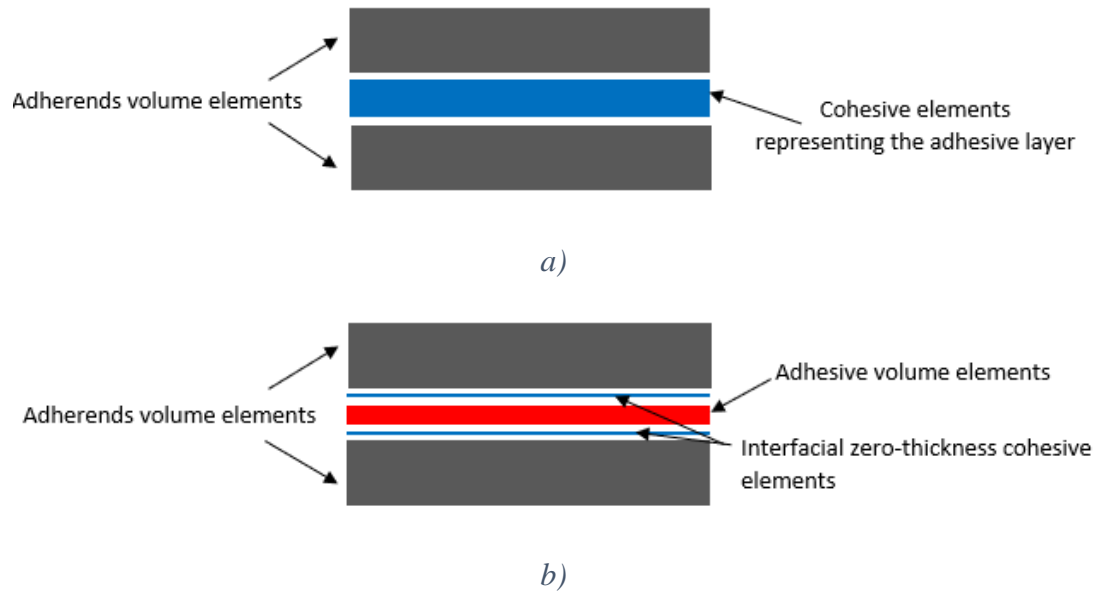 Adherends volume elements
Cohesive elements
representing the adhesive layer
a)
Adhesive volume elements
Adherends volume elements
Interfacial zero-thickness cohesive
elements
b)